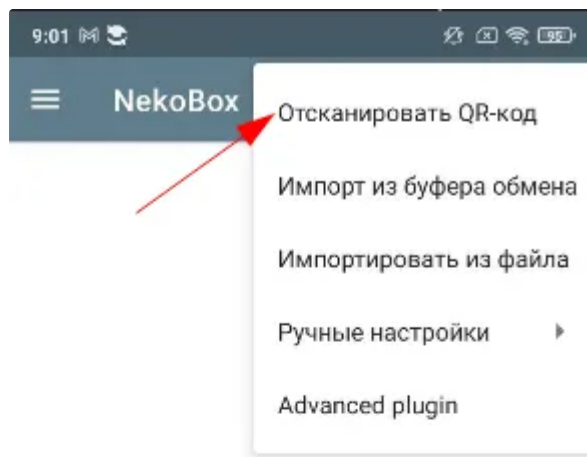 9:01
95
NekoBox
Отсканировать QR-код
Импорт из буфера обмена
Импортировать из файла
Ручные настройки
Advanced plugin